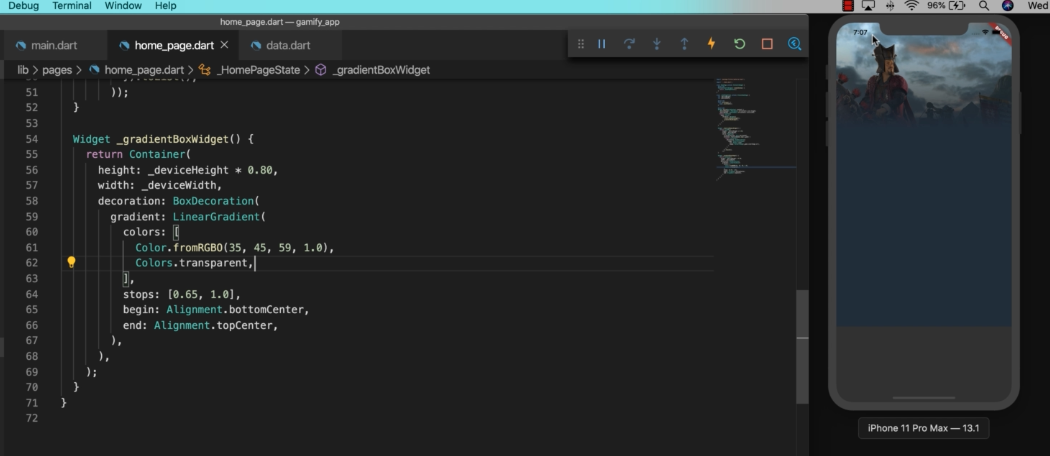 Debug Terminal Window Help
96% Wed
home_page.dart — gamify_app
main.dart home_page.dart × data.dart
lib > pages > home_page.dart > _HomePageState > _gradientBoxWidget
51 ));
52 }
53
54 Widget _gradientBoxWidget() {
55 return Container(
56 height: _deviceHeight * 0.80,
57 width: _deviceWidth,
58 decoration: BoxDecoration(
59 gradient: LinearGradient(
60 colors: [
61 Color.fromRGBO(35, 45, 59, 1.0),
62 Colors.transparent,
63 ],
64 stops: [0.65, 1.0],
65 begin: Alignment.bottomCenter,
66 end: Alignment.topCenter,
67 ),
68 ),
69 );
70 }
71 }
72
7:07
iPhone 11 Pro Max — 13.1